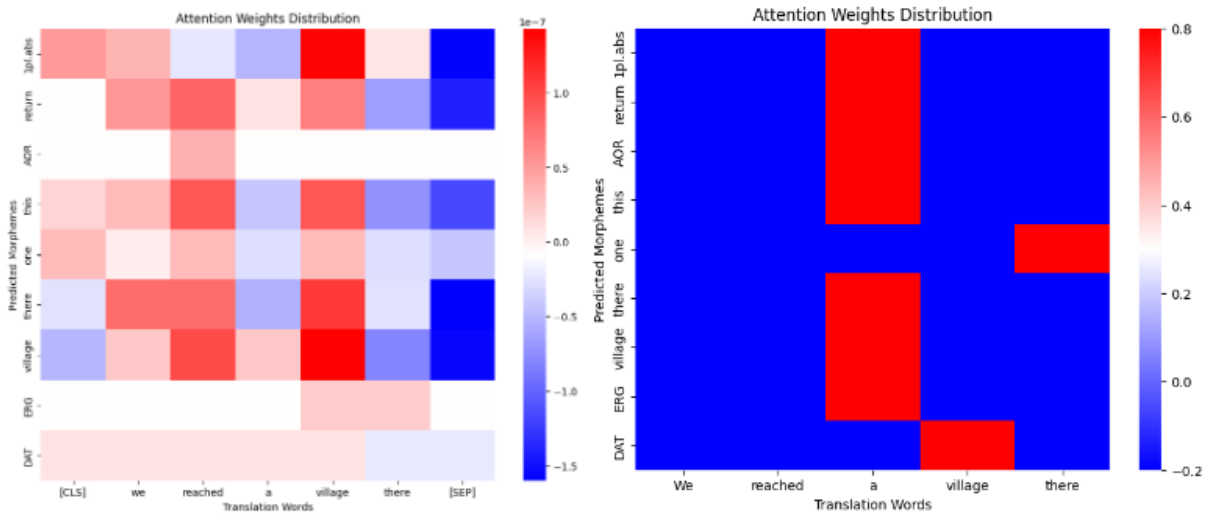 Attention Weights Distribution
1e−7
1pl.abs
return
AOR
this
one
there
village
ERG
DAT
Predicted Morphemes
1.0
0.5
0.0
−0.5
−1.0
−1.5
[CLS] we reached a village there [SEP]
Translation Words
Attention Weights Distribution
1pl.abs
return
AOR
this
one
there
village
ERG
DAT
Predicted Morphemes
0.8
0.6
0.4
0.2
0.0
−0.2
We reached a village there
Translation Words